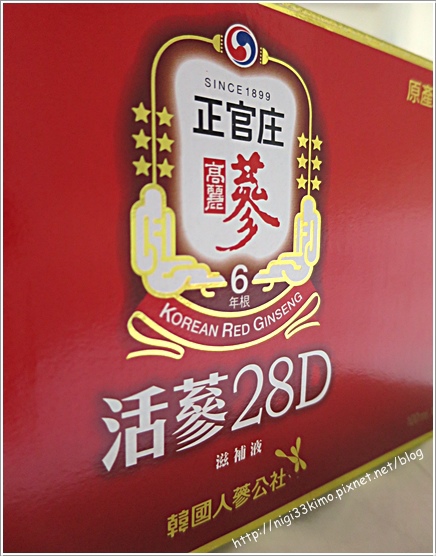 原產
SINCE 1899
正官庄
高麗
蔘
6
年根
KOREAN RED GINSENG
活蔘28D
滋補液
韓國人蔘公社
http://nigi33kimo.pixnet.net/blog